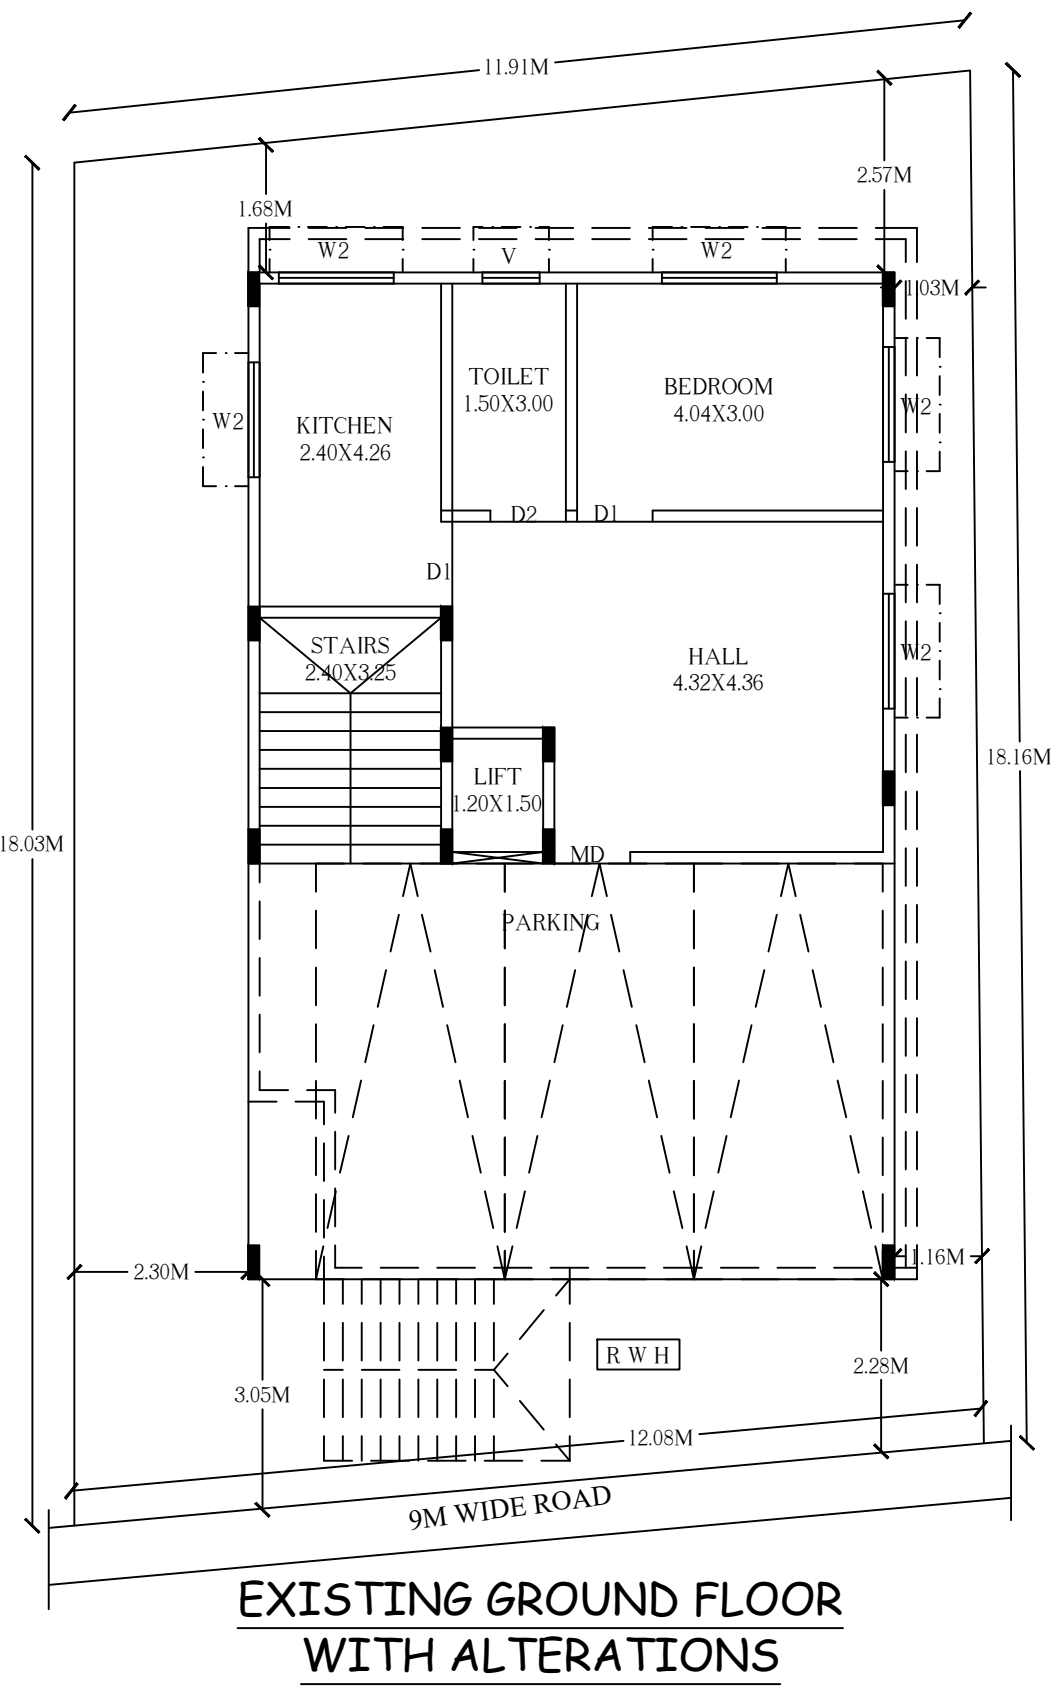 11.91M
2.57M
1.68M
W2
V
W2
1.03M
TOILET
1.50X3.00
BEDROOM
4.04X3.00
W2
W2
KITCHEN
2.40X4.26
D2
D1
D1
STAIRS
2.40X3.25
HALL
4.32X4.36
W2
18.16M
LIFT
1.20X1.50
18.03M
MD
PARKING
1.16M
2.30M
R W H
2.28M
3.05M
12.08M
9M WIDE ROAD
EXISTING GROUND FLOOR
WITH ALTERATIONS